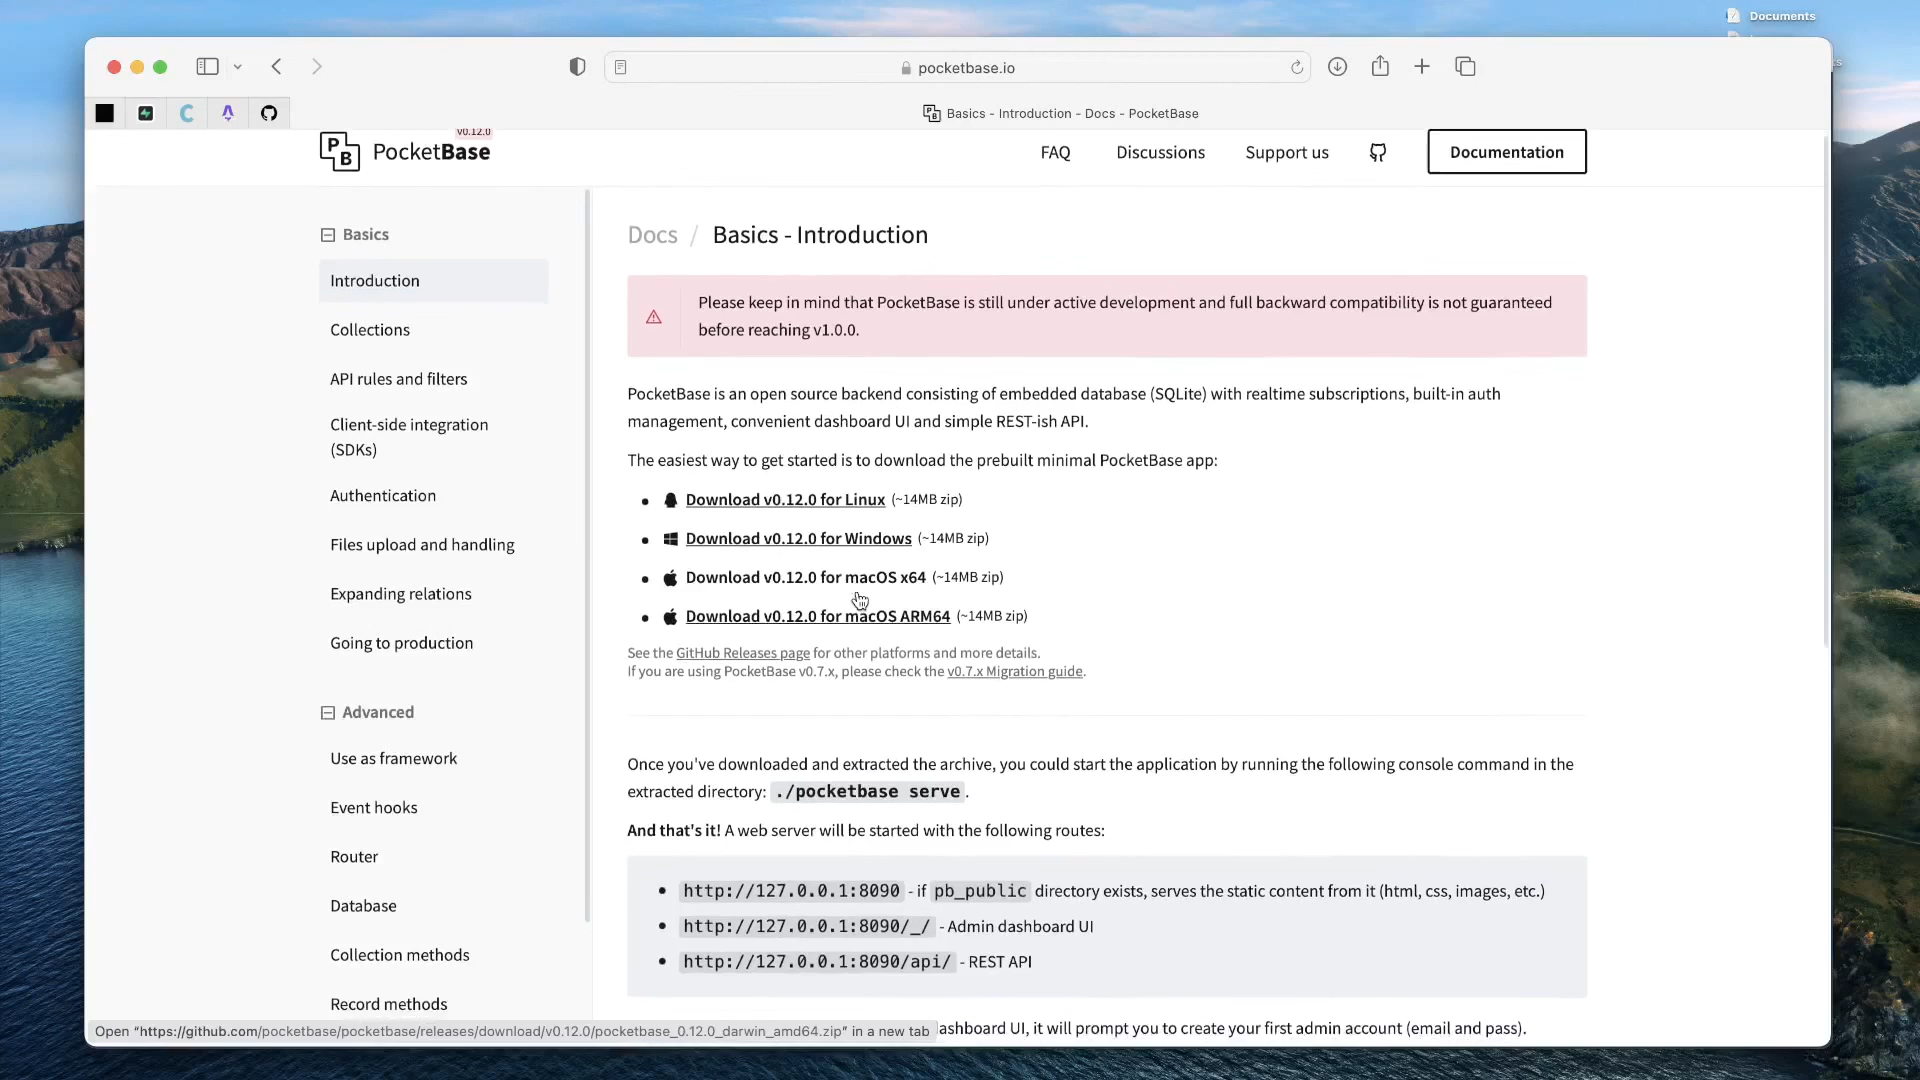 Documents
pocketbase.io
Basics - Introduction - Docs - PocketBase
v0.12.0
PB PocketBase
FAQ
Discussions
Support us
Documentation
Basics
Introduction
Collections
API rules and filters
Client-side integration
(SDKs)
Authentication
Files upload and handling
Expanding relations
Going to production
Advanced
Use as framework
Event hooks
Router
Database
Collection methods
Record methods
Docs / Basics - Introduction
Please keep in mind that PocketBase is still under active development and full backward compatibility is not guaranteed
before reaching v1.0.0.
PocketBase is an open source backend consisting of embedded database (SQLite) with realtime subscriptions, built-in auth
management, convenient dashboard UI and simple REST-ish API.
The easiest way to get started is to download the prebuilt minimal PocketBase app:
Download v0.12.0 for Linux (~14MB zip)
Download v0.12.0 for Windows (~14MB zip)
Download v0.12.0 for macOS x64 (~14MB zip)
Download v0.12.0 for macOS ARM64 (~14MB zip)
See the GitHub Releases page for other platforms and more details.
If you are using PocketBase v0.7.x, please check the v0.7.x Migration guide.
Once you've downloaded and extracted the archive, you could start the application by running the following console command in the
extracted directory: ./pocketbase serve.
And that's it! A web server will be started with the following routes:
http://127.0.0.1:8090 - if pb_public directory exists, serves the static content from it (html, css, images, etc.)
http://127.0.0.1:8090/_/ - Admin dashboard UI
http://127.0.0.1:8090/api/ - REST API
ashboard UI, it will prompt you to create your first admin account (email and pass).
Open “https://github.com/pocketbase/pocketbase/releases/download/v0.12.0/pocketbase_0.12.0_darwin_amd64.zip” in a new tab